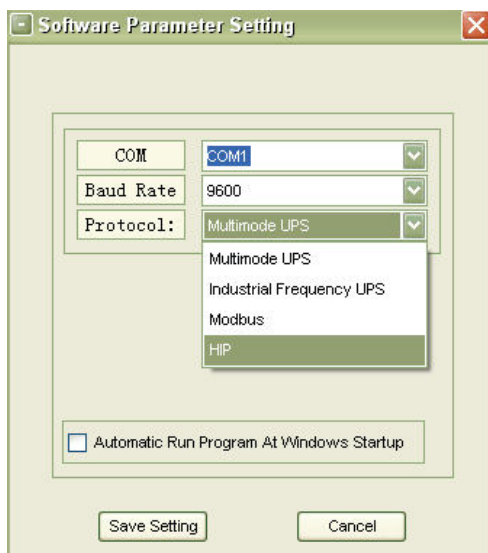 Software Parameter Setting
COM COM1
Baud Rate 9600
Protocol: Multimode UPS
Multimode UPS
Industrial Frequency UPS
Modbus
HIP
Automatic Run Program At Windows Startup
Save Setting Cancel